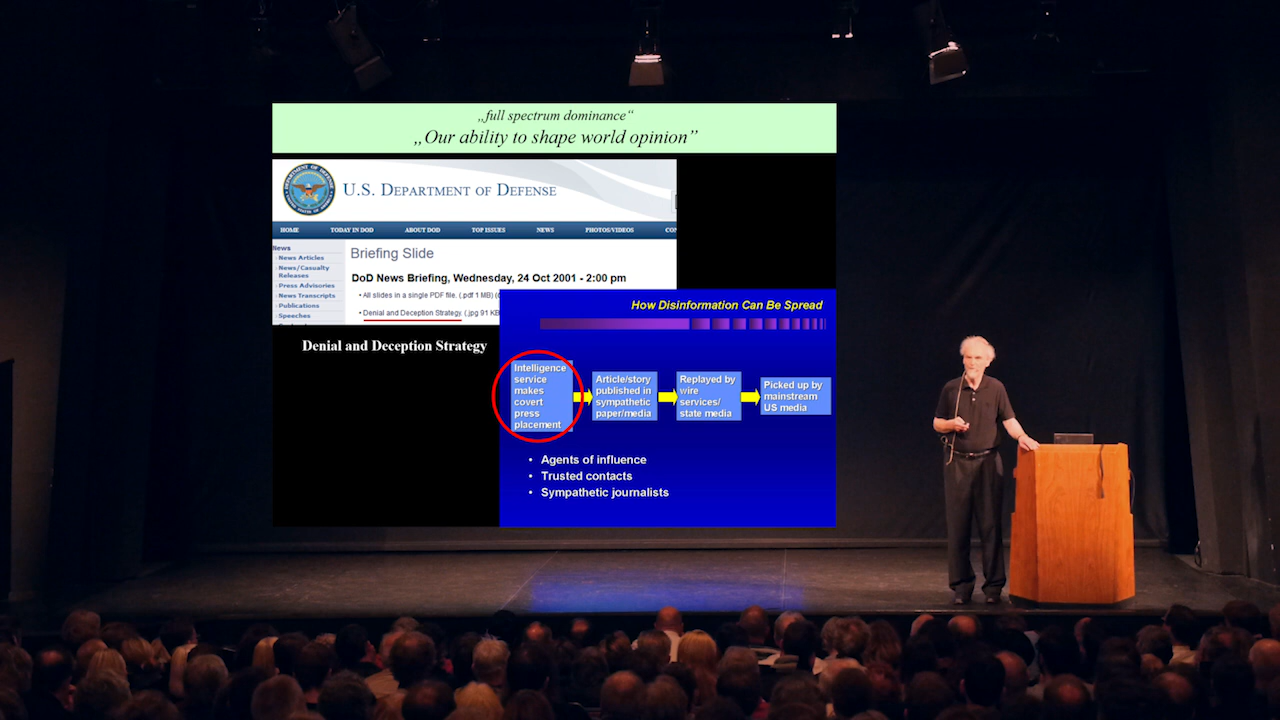 „full spectrum dominance“
„Our ability to shape world opinion”
U.S. DEPARTMENT OF DEFENSE
HOME TODAY IN DOD ABOUT DOD TOP ISSUES NEWS PHOTOS/VIDEOS CON
News
News Articles
News/Casualty
Releases
Press Advisories
News Transcripts
Publications
Speeches
Briefing Slide
DoD News Briefing, Wednesday, 24 Oct 2001 - 2:00 pm
• All slides in a single PDF file. (.pdf 1 MB)
• Denial and Deception Strategy. (.jpg 91 KB
Denial and Deception Strategy
How Disinformation Can Be Spread
Intelligence
service
makes
covert
press
placement
Article/story
published in
sympathetic
paper/media
Replayed by
wire
services/
state media
Picked up by
mainstream
US media
• Agents of influence
• Trusted contacts
• Sympathetic journalists